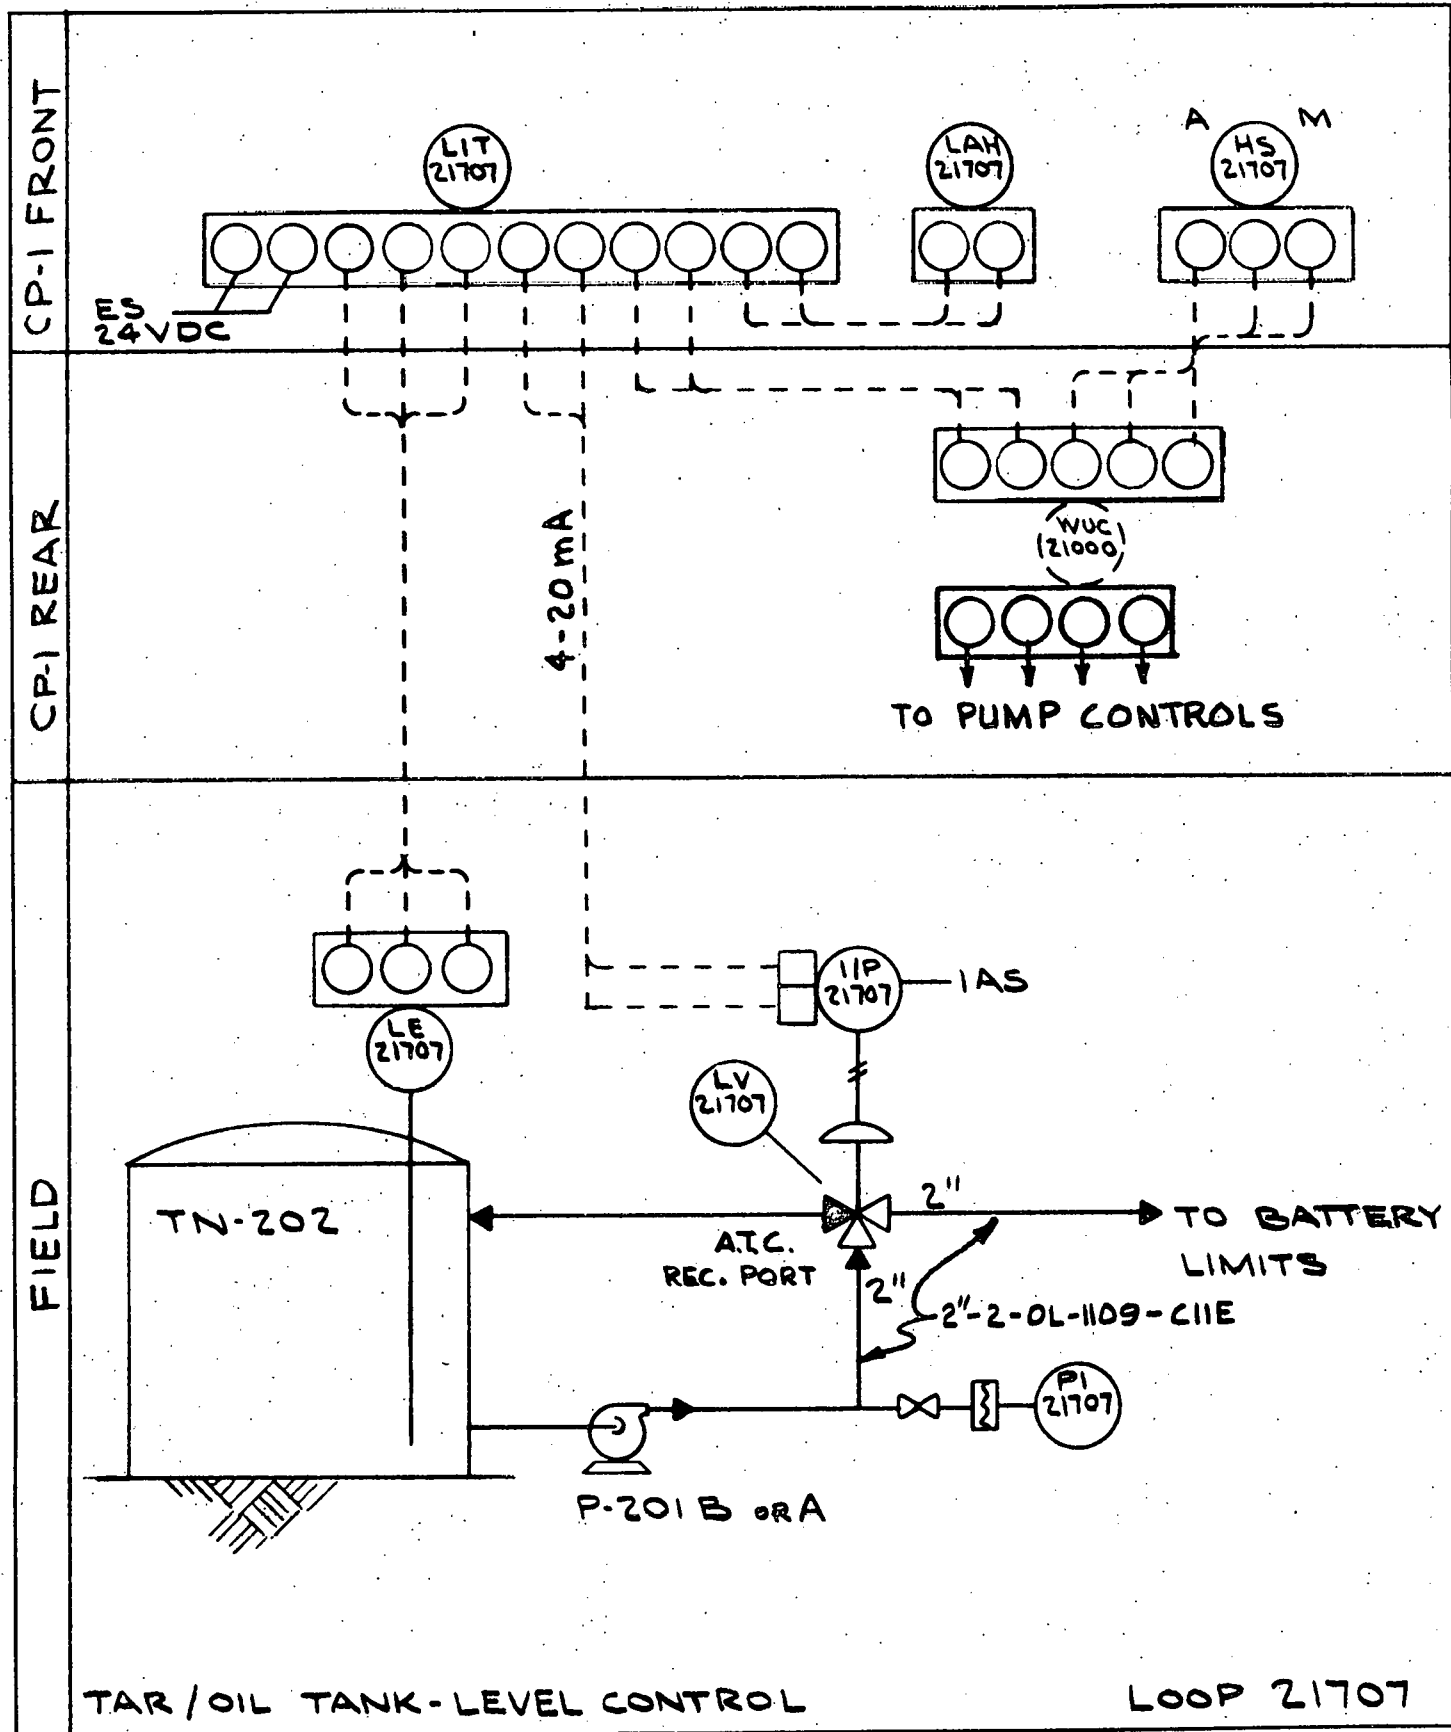 CP-1 FRONT
LIT
21707
LAH
21707
A
HS
21707
M
ES
24VDC
CP-1 REAR
4-20mA
WUC
21000
TO PUMP CONTROLS
FIELD
LE
21707
I/P
21707
IAS
LV
21707
TN-202
2"
TO BATTERY
LIMITS
A.T.C.
REC. PORT
2"
2"-2-OL-1109-C11E
PI
21707
P-201B OR A
TAR/OIL TANK-LEVEL CONTROL
LOOP 21707